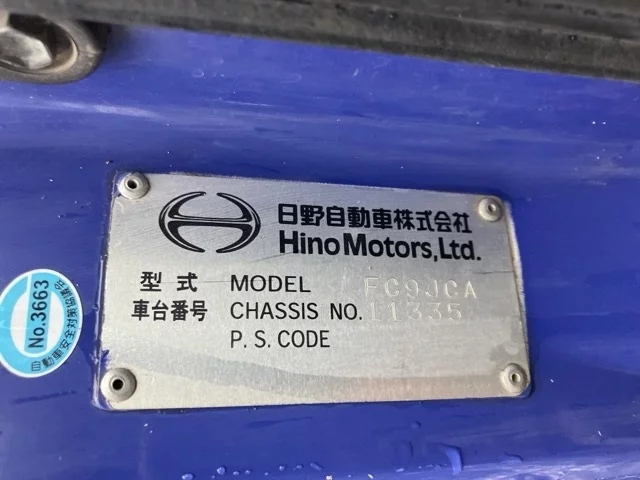 日野自動車株式会社
Hino Motors, Ltd.
型式 MODEL FC9JCA
車台番号 CHASSIS NO. 11335
P.S. CODE
No.3663